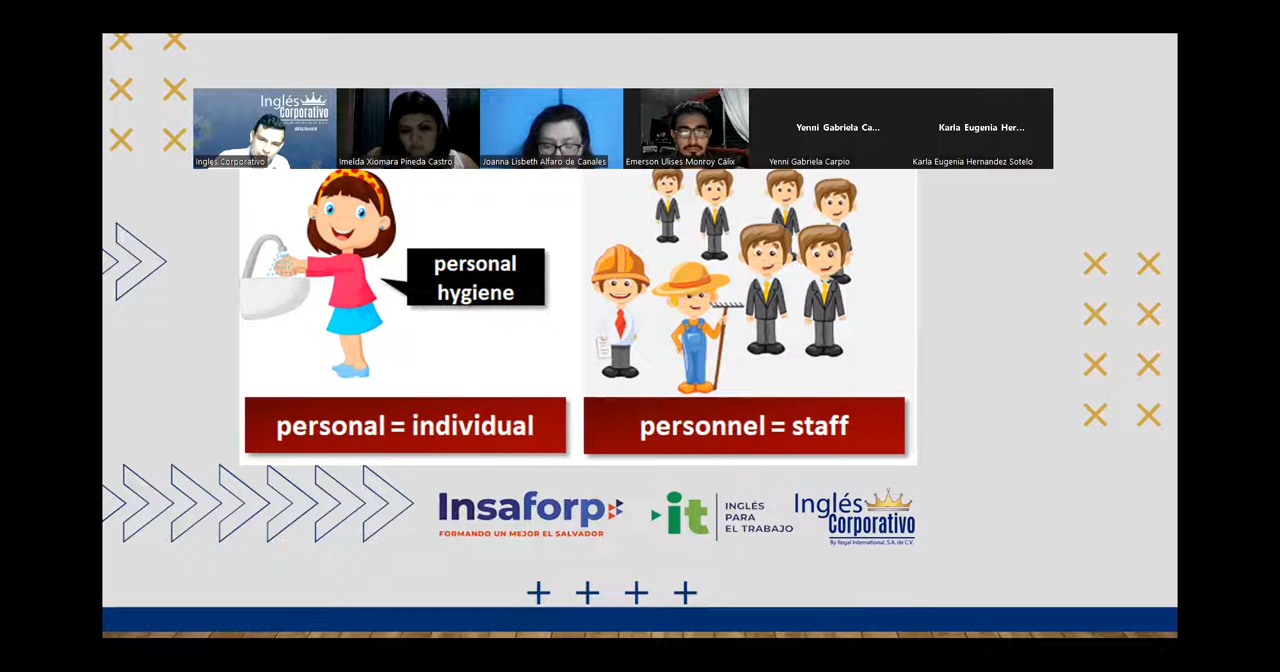 Inglés
Corporativo
BEGINNER
Ingles Corporativo
Imelda Xiomara Pineda Castro
Joanna Lisbeth Alfaro de Canales
Emerson Ulises Monroy Cálix
Yenni Gabriela Ca...
Yenni Gabriela Carpio
Karla Eugenia Her...
Karla Eugenia Hernandez Sotelo
personal
hygiene
personal = individual
personnel = staff
Insaforp
FORMANDO UN MEJOR EL SALVADOR
it
INGLÉS
PARA
EL TRABAJO
Inglés
Corporativo
By Regal International, S.A. de C.V.